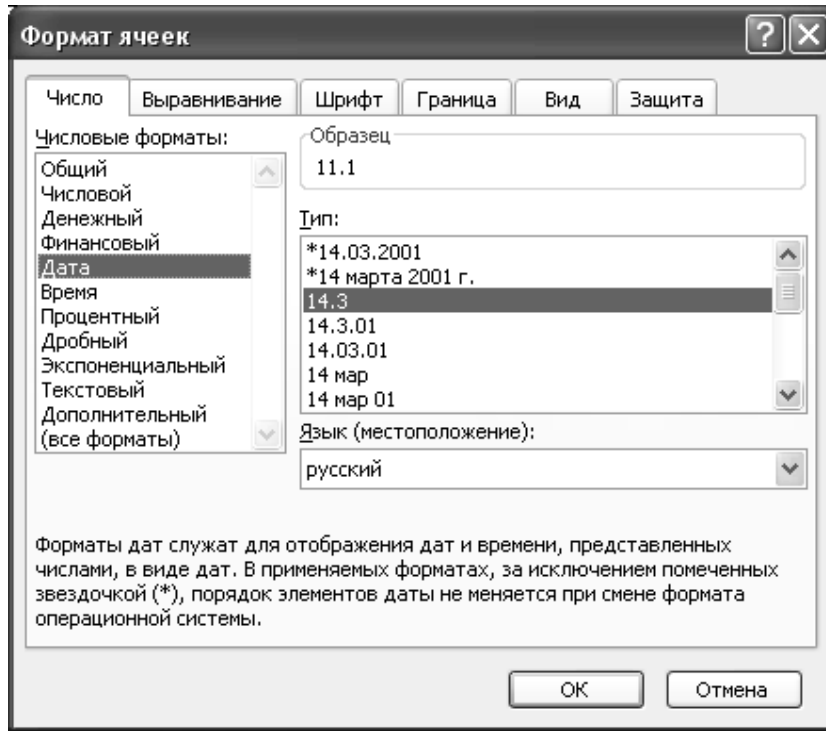 Формат ячеек
Число Выравнивание Шрифт Граница Вид Защита
Числовые форматы:
Общий
Числовой
Денежный
Финансовый
Дата
Время
Процентный
Дробный
Экспоненциальный
Текстовый
Дополнительный
(все форматы)
Образец
11.1
Тип:
*14.03.2001
*14 марта 2001 г.
14.3
14.3.01
14.03.01
14 мар
14 мар 01
Язык (местоположение):
русский
Форматы дат служат для отображения дат и времени, представленных
числами, в виде дат. В применяемых форматах, за исключением помеченных
звездочкой (*), порядок элементов даты не меняется при смене формата
операционной системы.
ОК Отмена